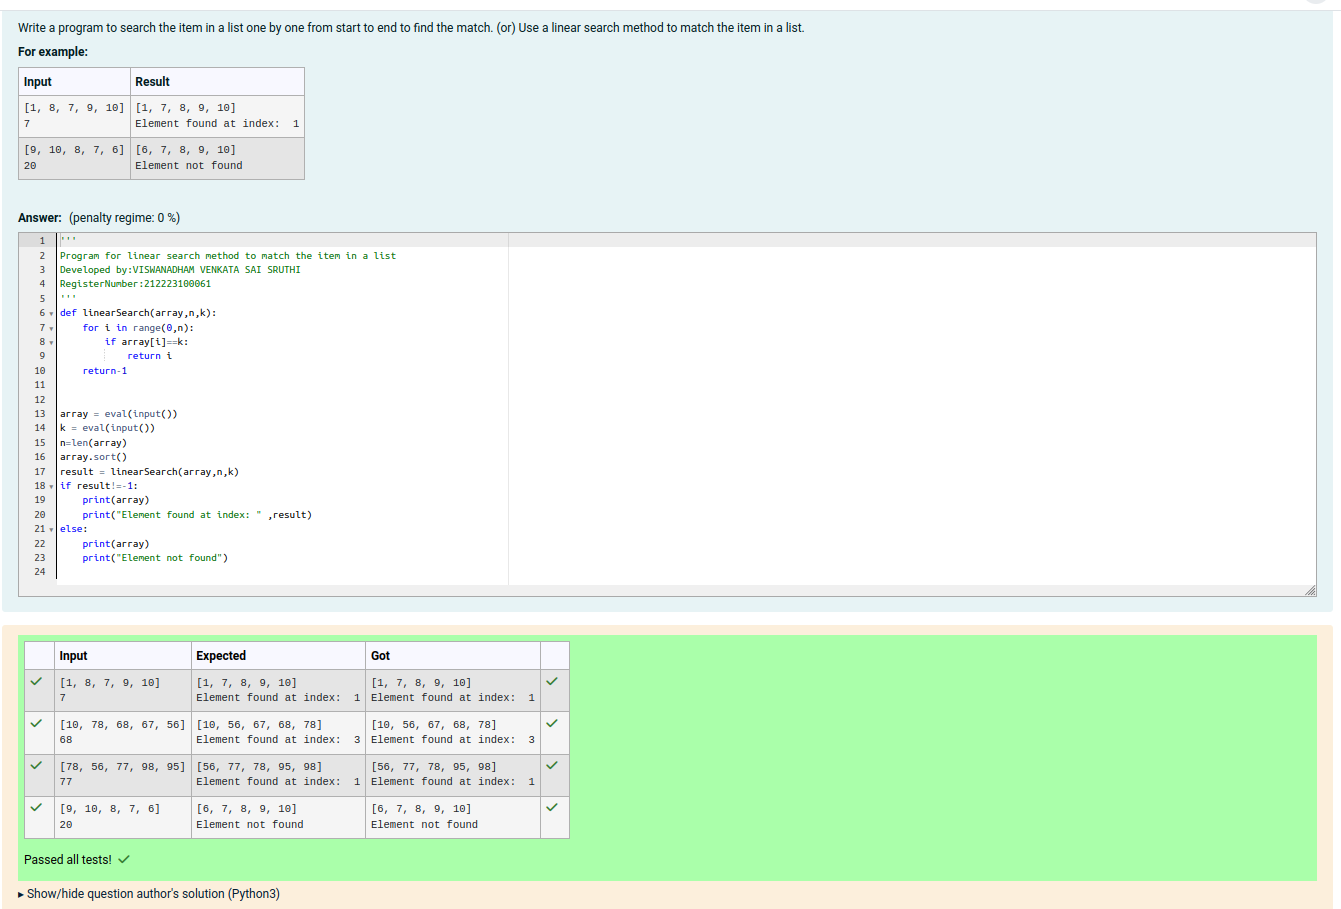 Write a program to search the item in a list one by one from start to end to find the match. (or) Use a linear search method to match the item in a list.
For example:
Input Result
[1, 8, 7, 9, 10] [1, 7, 8, 9, 10]
7 Element found at index:  1
[9, 10, 8, 7, 6] [6, 7, 8, 9, 10]
20 Element not found
Answer: (penalty regime: 0 %)
1 '''
2 Program for linear search method to match the item in a list
3 Developed by:VISWANADHAM VENKATA SAI SRUTHI
4 RegisterNumber:212223100061
5 '''
6 def linearSearch(array,n,k):
7     for i in range(0,n):
8         if array[i]==k:
9             return i
10     return-1
11
12
13 array = eval(input())
14 k = eval(input())
15 n=len(array)
16 array.sort()
17 result = linearSearch(array,n,k)
18 if result!=-1:
19     print(array)
20     print("Element found at index: " ,result)
21 else:
22     print(array)
23     print("Element not found")
24
Input Expected Got
[1, 8, 7, 9, 10] [1, 7, 8, 9, 10] [1, 7, 8, 9, 10]
7 Element found at index:  1 Element found at index:  1
[10, 78, 68, 67, 56] [10, 56, 67, 68, 78] [10, 56, 67, 68, 78]
68 Element found at index:  3 Element found at index:  3
[78, 56, 77, 98, 95] [56, 77, 78, 95, 98] [56, 77, 78, 95, 98]
77 Element found at index:  1 Element found at index:  1
[9, 10, 8, 7, 6] [6, 7, 8, 9, 10] [6, 7, 8, 9, 10]
20 Element not found Element not found
Passed all tests!
Show/hide question author's solution (Python3)